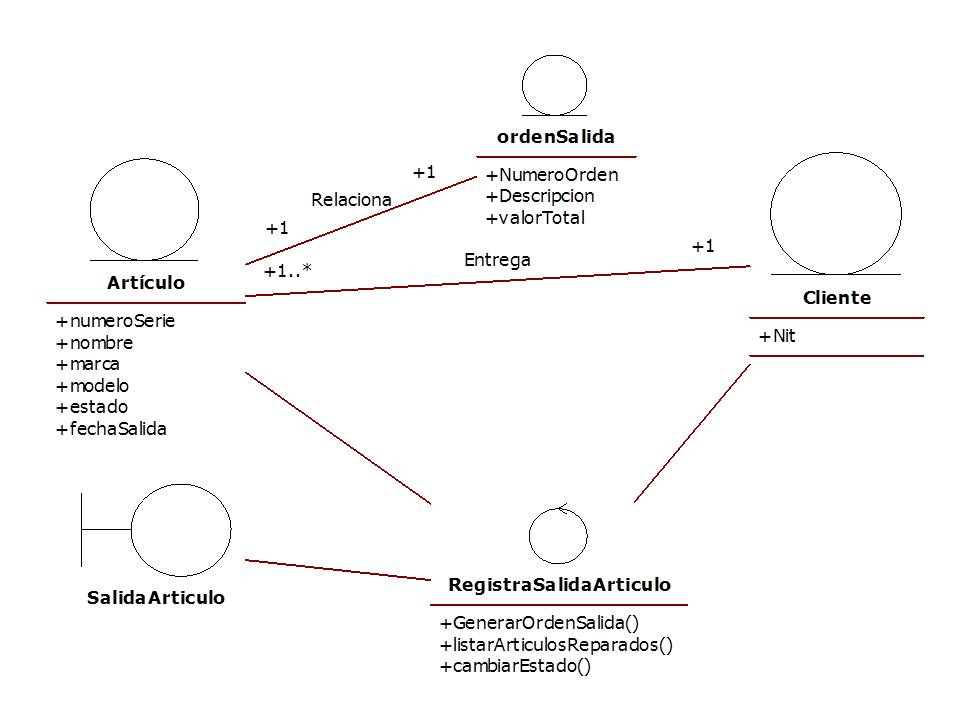 ordenSalida
+NumeroOrden
+Descripcion
+valorTotal
+1
Relaciona
+1
+1..*
Entrega
+1
Artículo
+numeroSerie
+nombre
+marca
+modelo
+estado
+fechaSalida
Cliente
+Nit
SalidaArticulo
RegistraSalidaArticulo
+GenerarOrdenSalida()
+listarArticulosReparados()
+cambiarEstado()